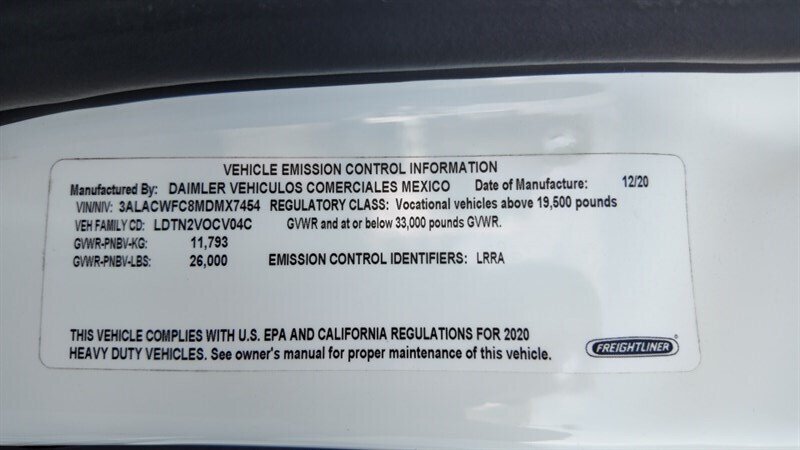 VEHICLE EMISSION CONTROL INFORMATION
Manufactured By: DAIMLER VEHICULOS COMERCIALES MEXICO Date of Manufacture: 12/20
VIN/NIV: 3ALACWFC8MDMX7454 REGULATORY CLASS: Vocational vehicles above 19,500 pounds
VEH FAMILY CD: LDTN2VOCV04C GVWR and at or below 33,000 pounds GVWR.
GVWR-PNBV-KG: 11,793
GVWR-PNBV-LBS: 26,000 EMISSION CONTROL IDENTIFIERS: LRRA
THIS VEHICLE COMPLIES WITH U.S. EPA AND CALIFORNIA REGULATIONS FOR 2020
HEAVY DUTY VEHICLES. See owner's manual for proper maintenance of this vehicle.
FREIGHTLINER